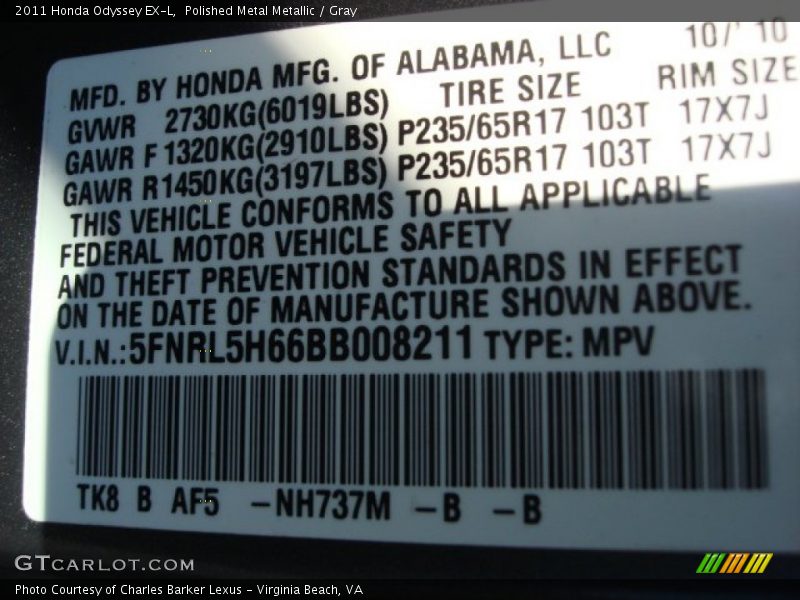 2011 Honda Odyssey EX-L, Polished Metal Metallic / Gray
MFD. BY HONDA MFG. OF ALABAMA, LLC 10/' 10
GVWR 2730KG(6019LBS) TIRE SIZE RIM SIZE
GAWR F 1320KG(2910LBS) P235/65R17 103T 17X7J
GAWR R1450KG(3197LBS) P235/65R17 103T 17X7J
THIS VEHICLE CONFORMS TO ALL APPLICABLE
FEDERAL MOTOR VEHICLE SAFETY
AND THEFT PREVENTION STANDARDS IN EFFECT
ON THE DATE OF MANUFACTURE SHOWN ABOVE.
V.I.N.:5FNRL5H66BB008211 TYPE: MPV
TK8 B AF5 -NH737M -B -B
GTCARLOT.COM
Photo Courtesy of Charles Barker Lexus - Virginia Beach, VA